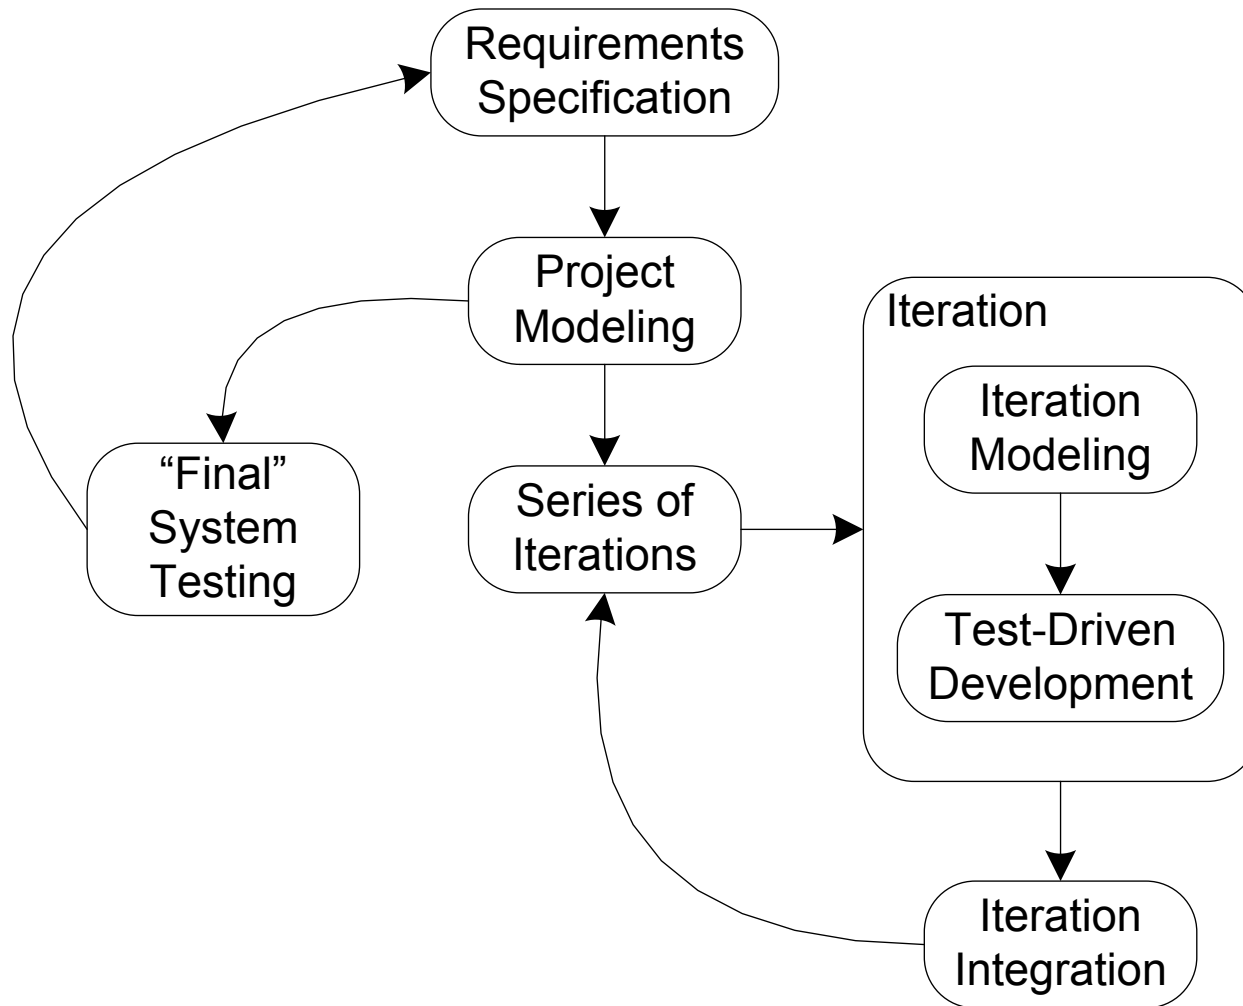 Requirements
Specification
Project
Modeling
Iteration
Iteration
Modeling
“Final”
System
Testing
Series of
Iterations
Test-Driven
Development
Iteration
Integration